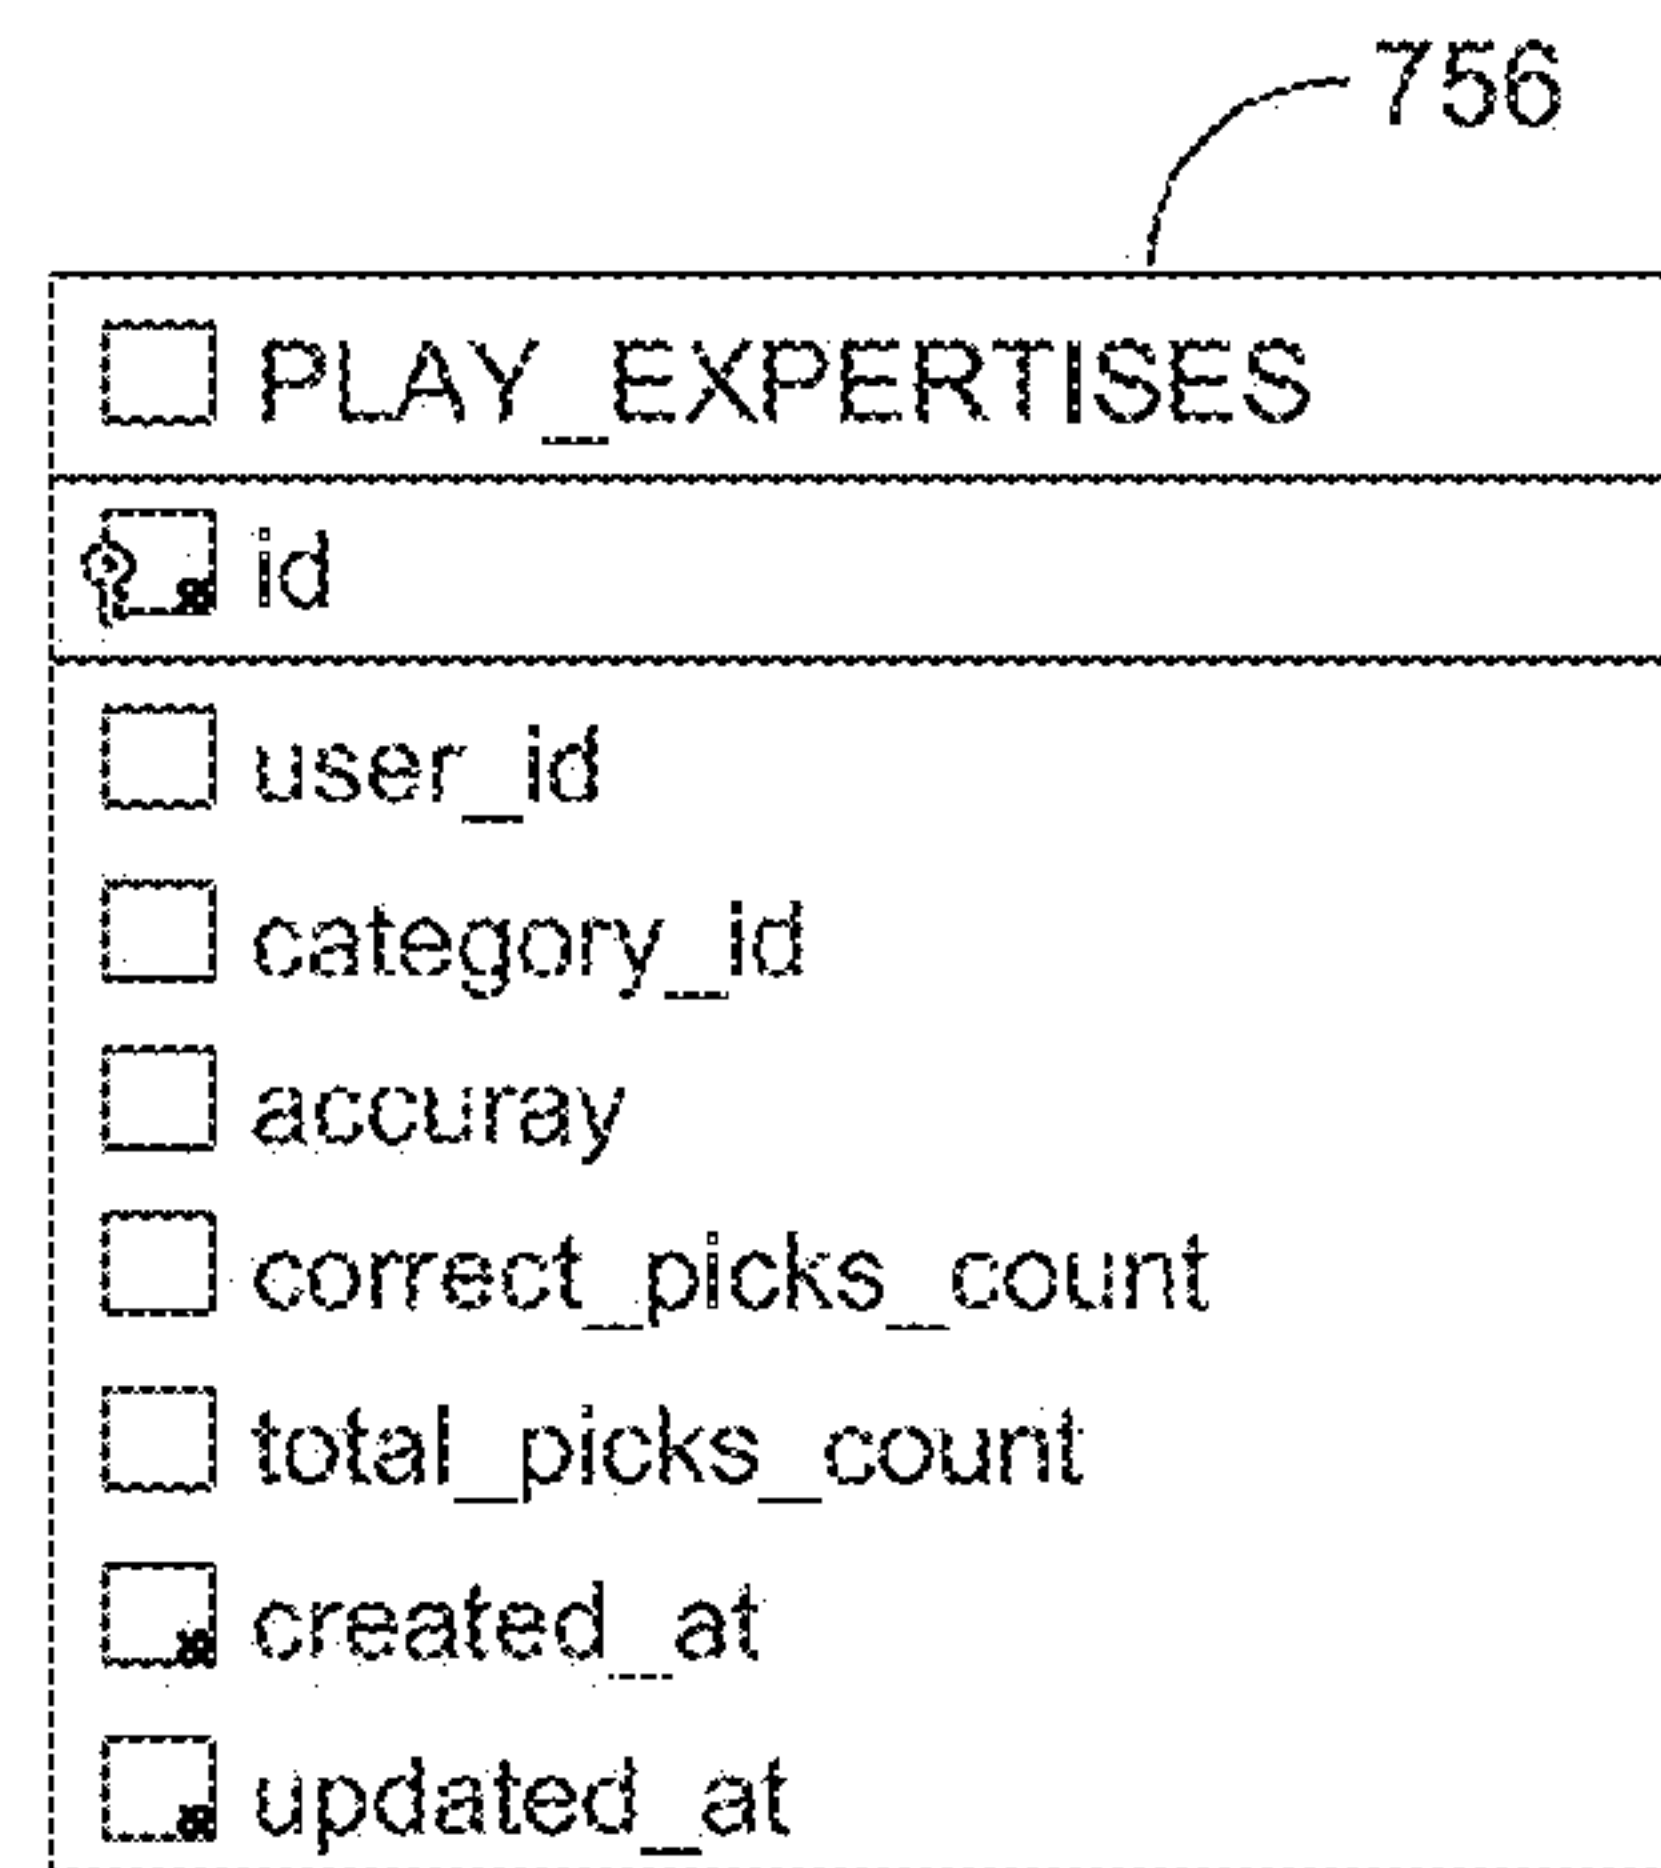 756
PLAY_EXPERTISES
id
user_id
category_id
accuray
correct_picks_count
total_picks_count
created_at
updated_at